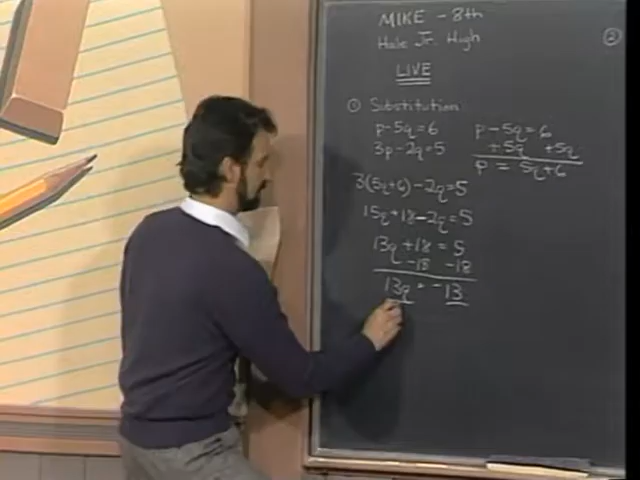 MIKE - 8th
Hale Jr. High
②
LIVE
① Substitution
p-5q=6
3p-2q=5
p-5q=6
+5q +5q
p = 5q+6
3(5q+6)-2q=5
15q+18-2q=5
13q+18=5
-18 -18
13q = -13